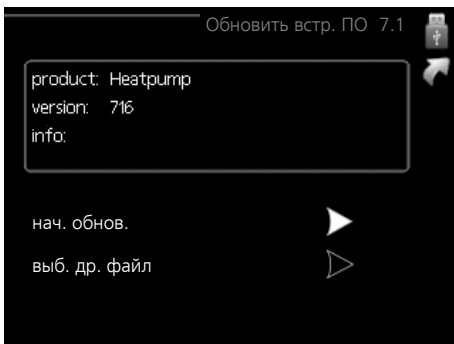 Обновить встр. ПО 7.1
product: Heatpump
version: 716
info:
нач. обнов.
выб. др. файл